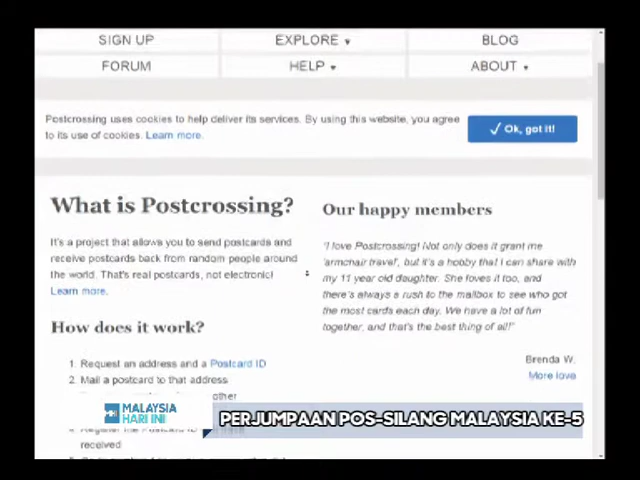 SIGN UP
EXPLORE ▾
BLOG
FORUM
HELP ▾
ABOUT ▾
Postcrossing uses cookies to help deliver its services. By using this website, you agree
to its use of cookies. Learn more.
✓ Ok, got it!
What is Postcrossing?
It's a project that allows you to send postcards and
receive postcards back from random people around
the world. That's real postcards, not electronic!
Learn more.
How does it work?
1. Request an address and a Postcard ID
2. Mail a postcard to that address
other
received
Our happy members
"I love Postcrossing! Not only does it grant me
'armchair travel', but it's a hobby that I can share with
my 11 year old daughter. She loves it too, and
there's always a rush to the mailbox to see who got
the most cards each day. We have a lot of fun
together, and that's the best thing of all!"
Brenda W.
More love
MALAYSIA
HARI INI
PERJUMPAAN POS-SILANG MALAYSIA KE-5